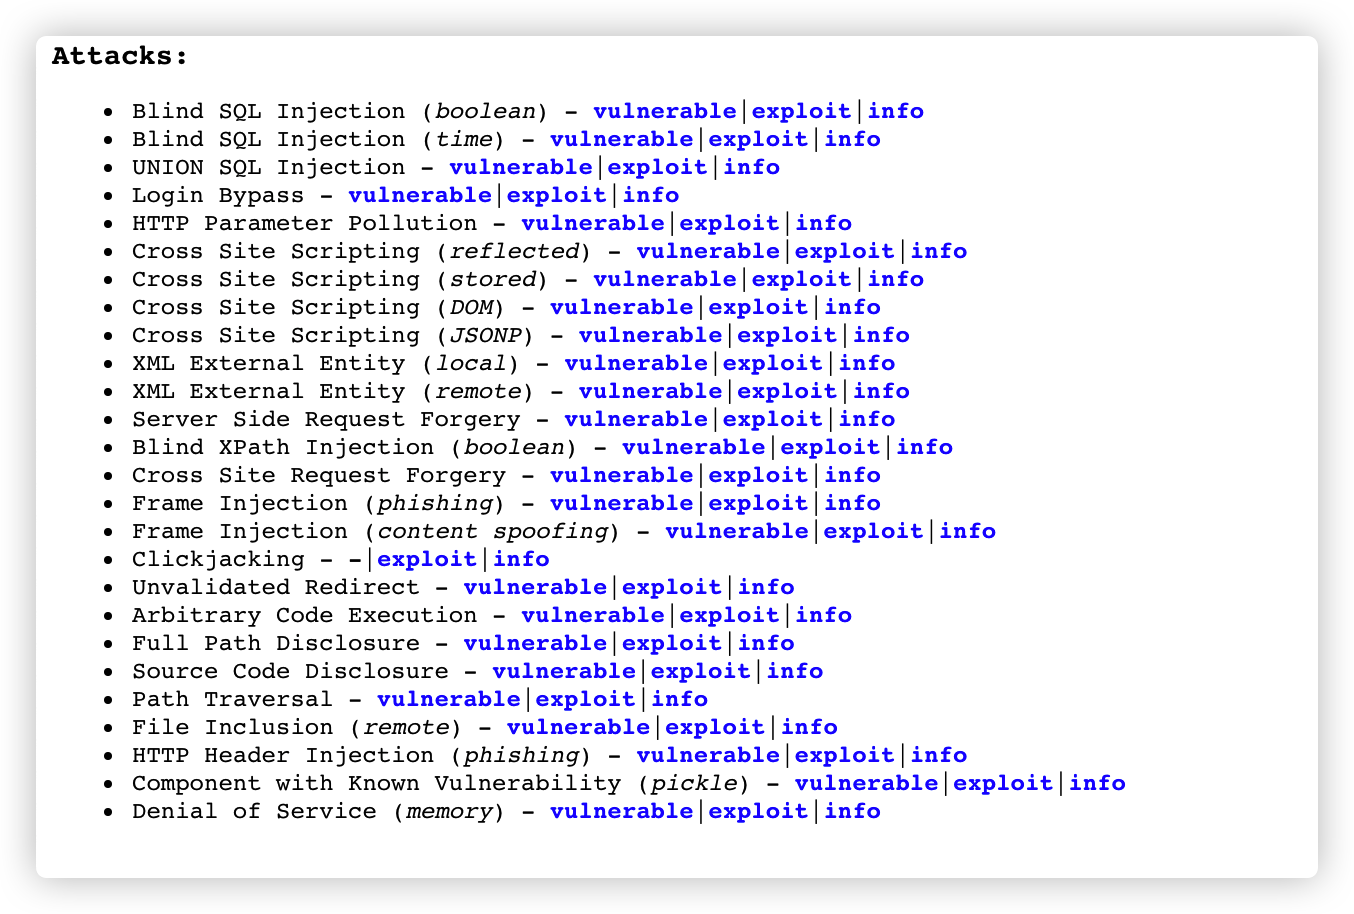 Attacks:
• Blind SQL Injection (boolean) - vulnerable|exploit|info
• Blind SQL Injection (time) - vulnerable|exploit|info
• UNION SQL Injection - vulnerable|exploit|info
• Login Bypass - vulnerable|exploit|info
• HTTP Parameter Pollution - vulnerable|exploit|info
• Cross Site Scripting (reflected) - vulnerable|exploit|info
• Cross Site Scripting (stored) - vulnerable|exploit|info
• Cross Site Scripting (DOM) - vulnerable|exploit|info
• Cross Site Scripting (JSONP) - vulnerable|exploit|info
• XML External Entity (local) - vulnerable|exploit|info
• XML External Entity (remote) - vulnerable|exploit|info
• Server Side Request Forgery - vulnerable|exploit|info
• Blind XPath Injection (boolean) - vulnerable|exploit|info
• Cross Site Request Forgery - vulnerable|exploit|info
• Frame Injection (phishing) - vulnerable|exploit|info
• Frame Injection (content spoofing) - vulnerable|exploit|info
• Clickjacking - -|exploit|info
• Unvalidated Redirect - vulnerable|exploit|info
• Arbitrary Code Execution - vulnerable|exploit|info
• Full Path Disclosure - vulnerable|exploit|info
• Source Code Disclosure - vulnerable|exploit|info
• Path Traversal - vulnerable|exploit|info
• File Inclusion (remote) - vulnerable|exploit|info
• HTTP Header Injection (phishing) - vulnerable|exploit|info
• Component with Known Vulnerability (pickle) - vulnerable|exploit|info
• Denial of Service (memory) - vulnerable|exploit|info